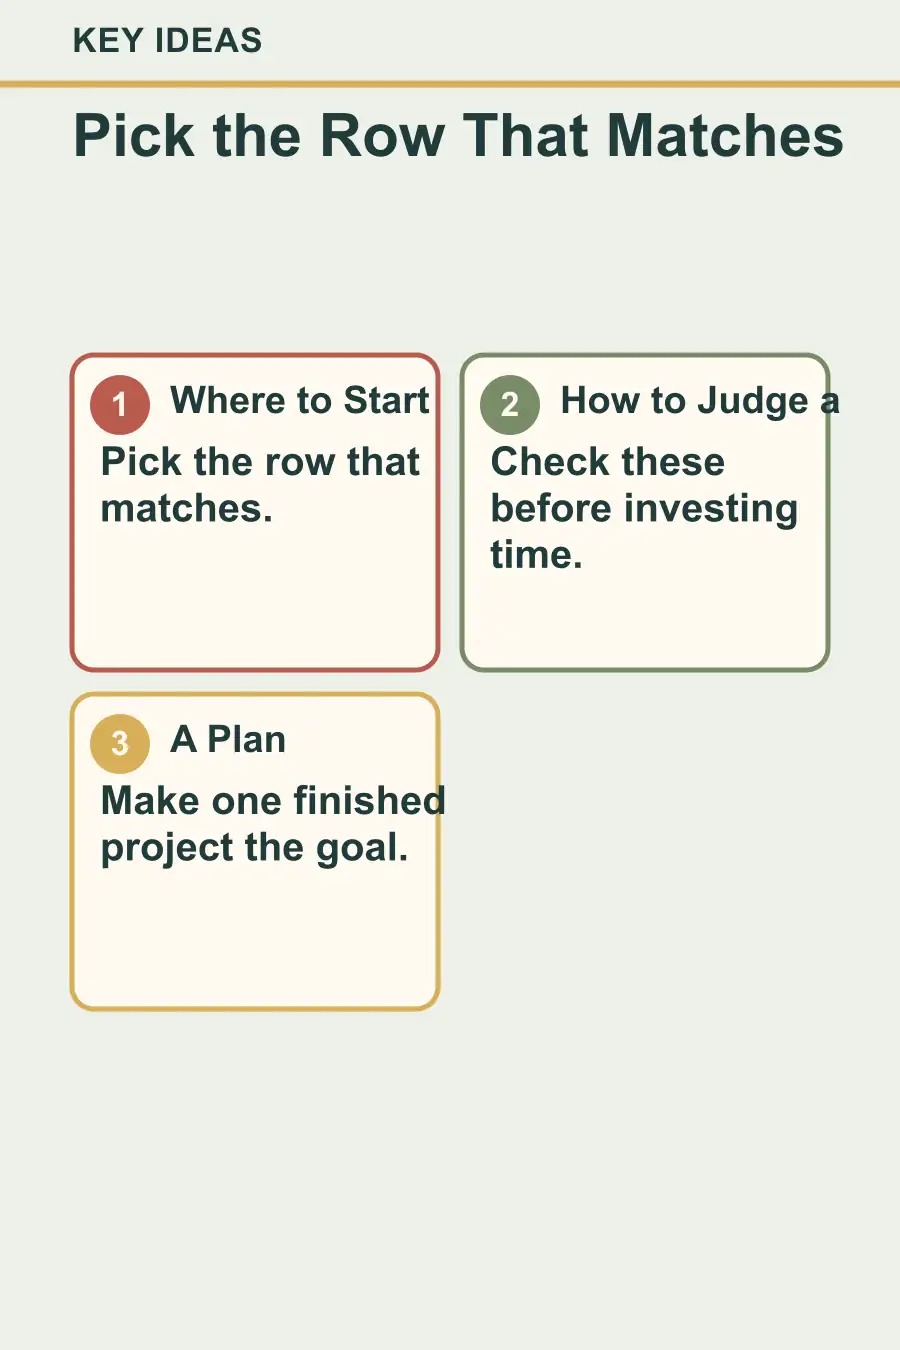 KEY IDEAS
Pick the Row That Matches
1
Where to Start
Pick the row that
matches.
2
How to Judge a
Check these
before investing
time.
3
A Plan
Make one finished
project the goal.